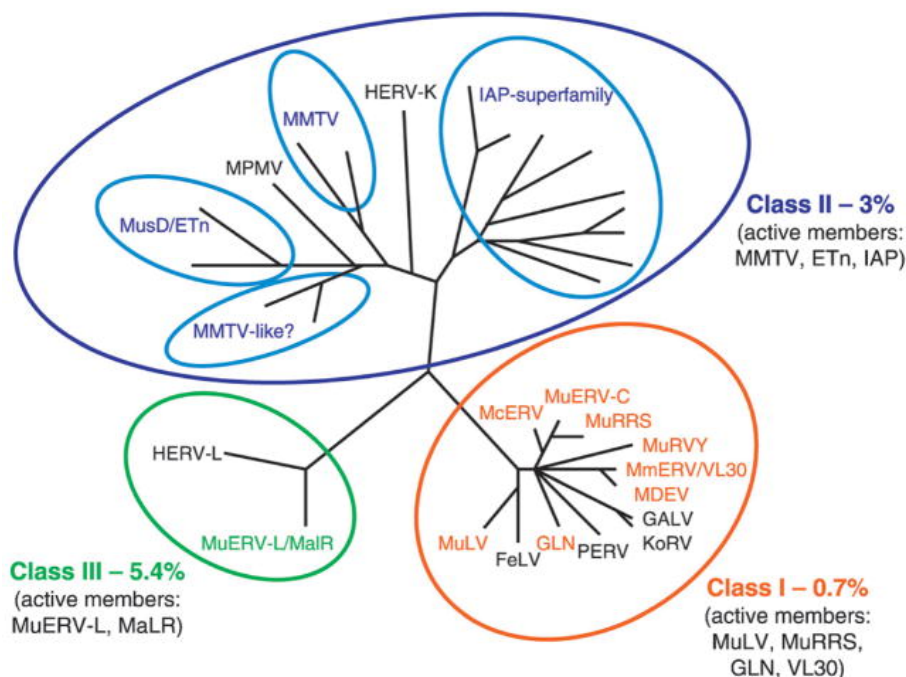 HERV-K
IAP-superfamily
MMTV
MPMV
MusD/ETn
MMTV-like?
Class II – 3%
(active members:
MMTV, ETn, IAP)
McERV
MuERV-C
MuRRS
MuRVY
MmERV/VL30
MDEV
GALV
KoRV
PERV
GLN
FeLV
MuLV
HERV-L
MuERV-L/MalR
Class III – 5.4%
(active members:
MuERV-L, MaLR)
Class I – 0.7%
(active members:
MuLV, MuRRS,
GLN, VL30)